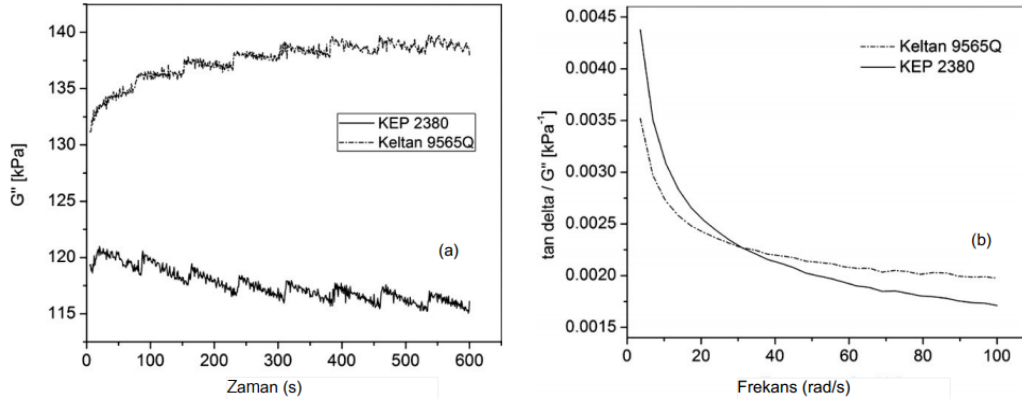 140
135
130
125
120
115
G'' [kPa]
KEP 2380
Keltan 9565Q
(a)
0
100
200
300
400
500
600
Zaman (s)
0.0045
0.0040
0.0035
0.0030
0.0025
0.0020
0.0015
tan delta / G'' [kPa⁻¹]
Keltan 9565Q
KEP 2380
(b)
0
20
40
60
80
100
Frekans (rad/s)